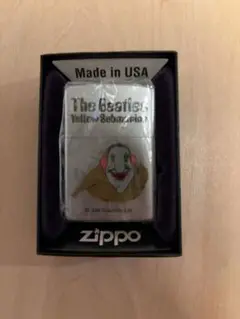 Made in USA
The Beatles
Yellow Submarine
zippo